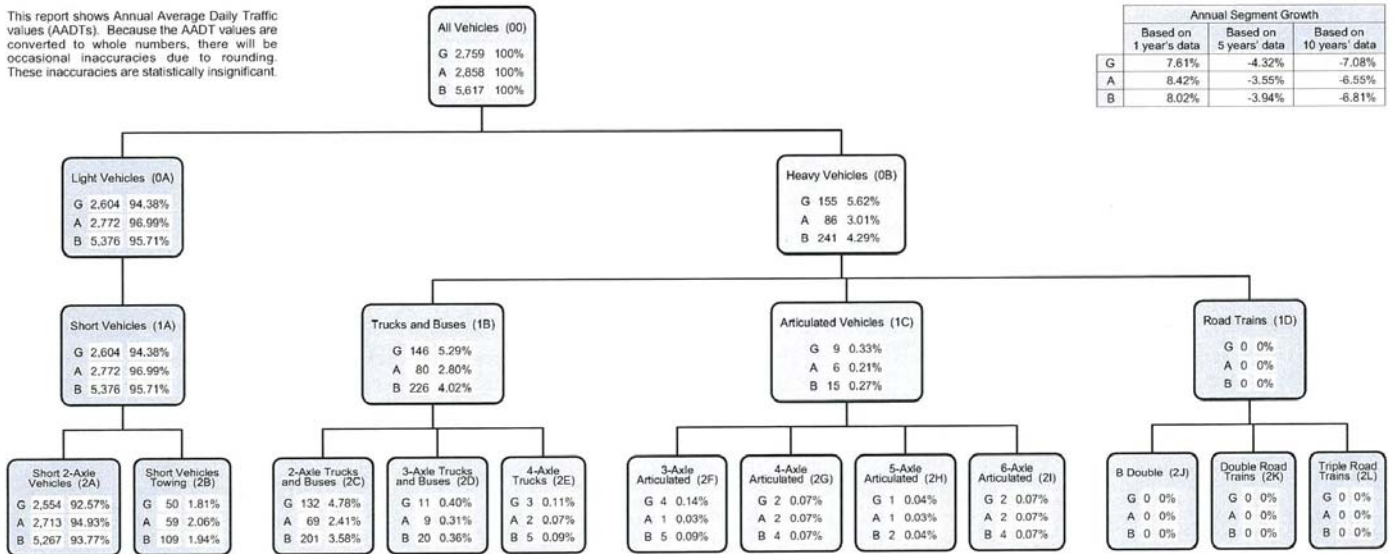 This report shows Annual Average Daily Traffic
values (AADTs). Because the AADT values are
converted to whole numbers, there will be
occasional inaccuracies due to rounding.
These inaccuracies are statistically insignificant.
All Vehicles (00)
G 2,759 100%
A 2,858 100%
B 5,617 100%
Annual Segment Growth
Based on 1 year's data Based on 5 years' data Based on 10 years' data
G 7.61% -4.32% -7.08%
A 8.42% -3.55% -6.55%
B 8.02% -3.94% -6.81%
Light Vehicles (0A)
G 2,604 94.38%
A 2,772 96.99%
B 5,376 95.71%
Heavy Vehicles (0B)
G 155 5.62%
A 86 3.01%
B 241 4.29%
Short Vehicles (1A)
G 2,604 94.38%
A 2,772 96.99%
B 5,376 95.71%
Trucks and Buses (1B)
G 146 5.29%
A 80 2.80%
B 226 4.02%
Articulated Vehicles (1C)
G 9 0.33%
A 6 0.21%
B 15 0.27%
Road Trains (1D)
G 0 0%
A 0 0%
B 0 0%
Short 2-Axle
Vehicles (2A)
G 2,554 92.57%
A 2,713 94.93%
B 5,267 93.77%
Short Vehicles
Towing (2B)
G 50 1.81%
A 59 2.06%
B 109 1.94%
2-Axle Trucks
and Buses (2C)
G 132 4.78%
A 69 2.41%
B 201 3.58%
3-Axle Trucks
and Buses (2D)
G 11 0.40%
A 9 0.31%
B 20 0.36%
4-Axle
Trucks (2E)
G 3 0.11%
A 2 0.07%
B 5 0.09%
3-Axle
Articulated (2F)
G 4 0.14%
A 1 0.03%
B 5 0.09%
4-Axle
Articulated (2G)
G 2 0.07%
A 2 0.07%
B 4 0.07%
5-Axle
Articulated (2H)
G 1 0.04%
A 1 0.03%
B 2 0.04%
6-Axle
Articulated (2I)
G 2 0.07%
A 2 0.07%
B 4 0.07%
B Double (2J)
G 0 0%
A 0 0%
B 0 0%
Double Road
Trains (2K)
G 0 0%
A 0 0%
B 0 0%
Triple Road
Trains (2L)
G 0 0%
A 0 0%
B 0 0%